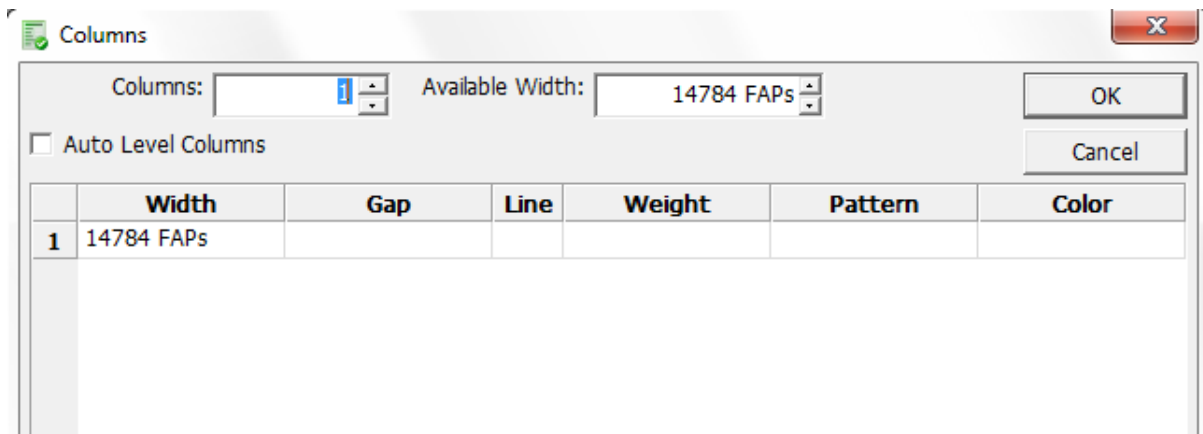 Columns
Columns: 1 Available Width: 14784 FAPs OK
Auto Level Columns Cancel
Width Gap Line Weight Pattern Color
1 14784 FAPs